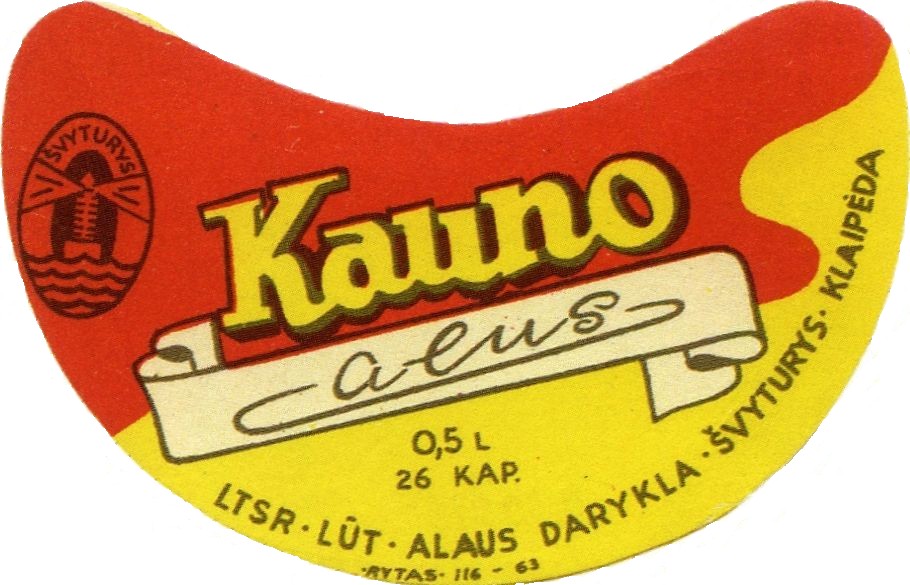 ŠVYTURYS
Kauno
alus
0,5 L
26 KAP.
LTSR · LŪT · ALAUS DARYKLA · ŠVYTURYS · KLAIPĖDA
·RYTAS· 116 - 63